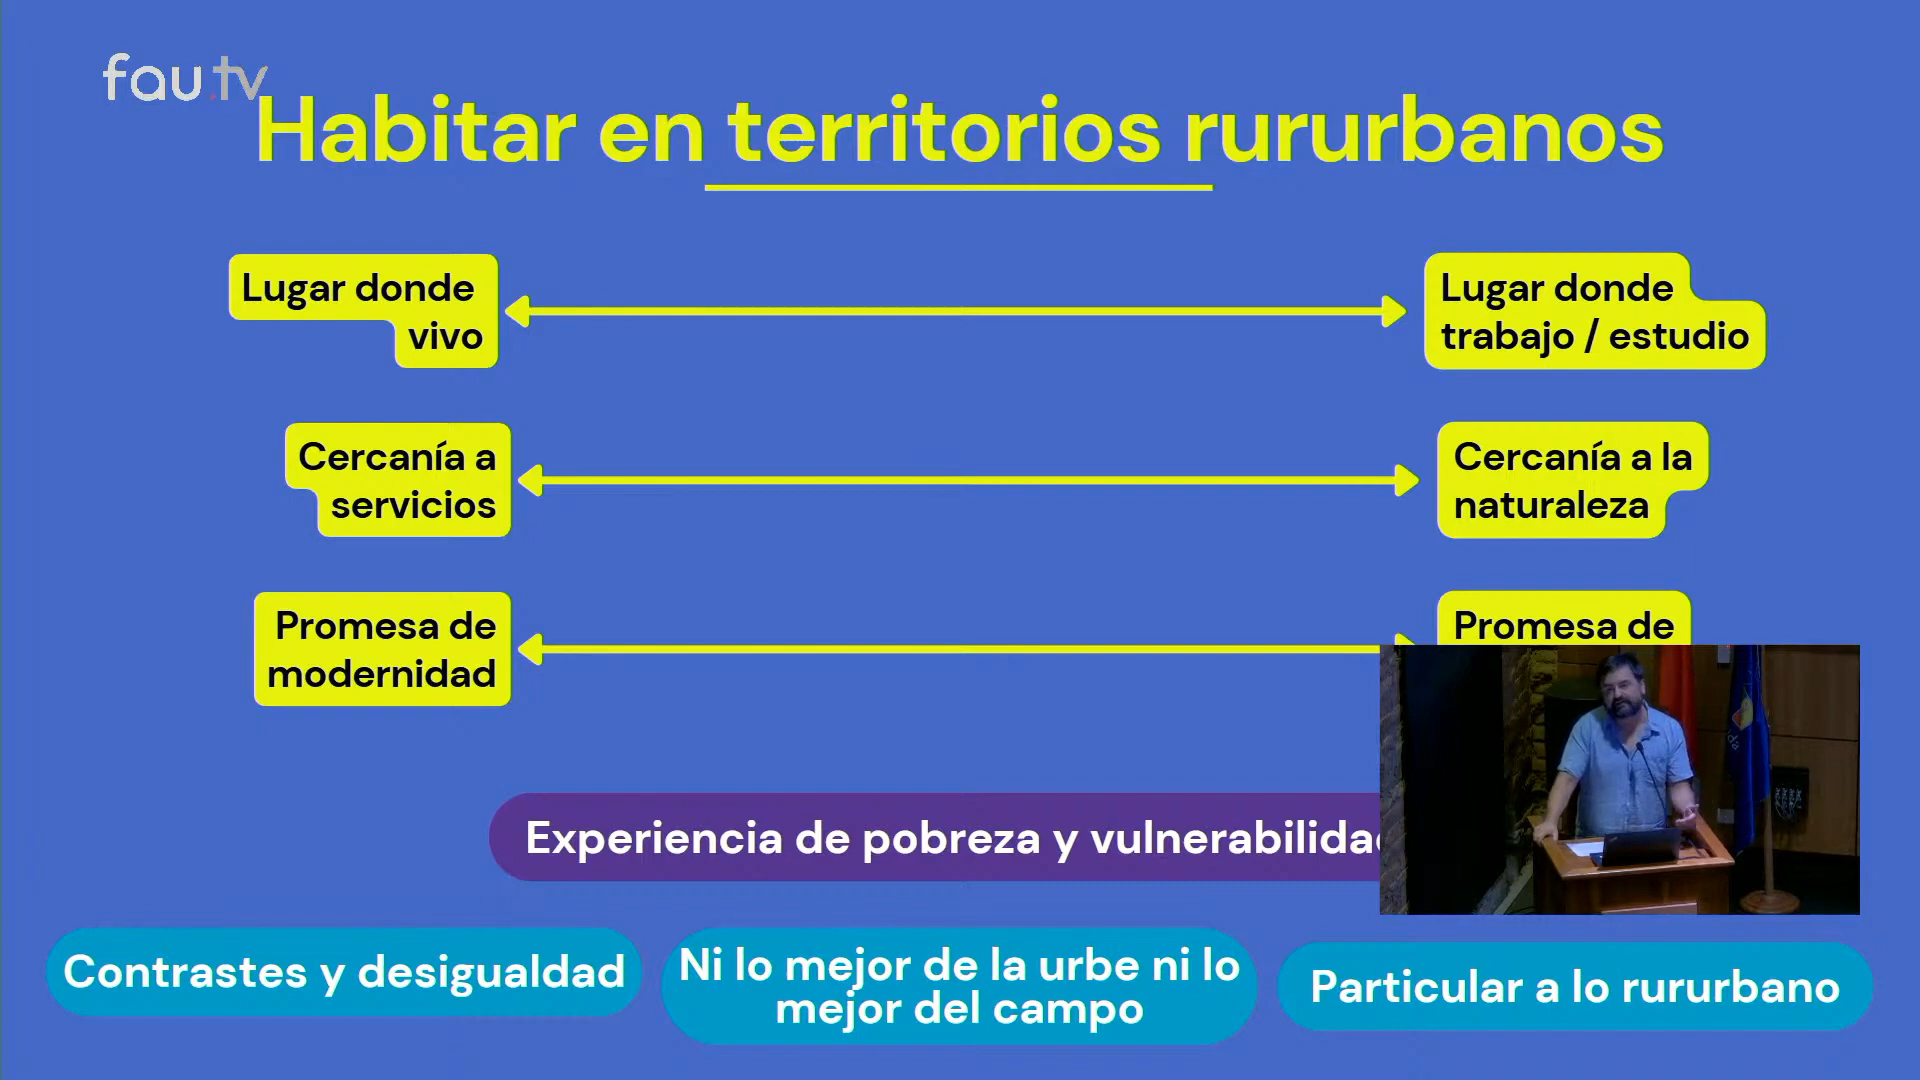 fau.tv
Habitar en territorios rururbanos
Lugar donde
vivo
Lugar donde
trabajo / estudio
Cercanía a
servicios
Cercanía a la
naturaleza
Promesa de
modernidad
Promesa de
Experiencia de pobreza y
Contrastes y desigualdad
Ni lo mejor de la urbe ni lo
mejor del campo
Particular a lo rururbano